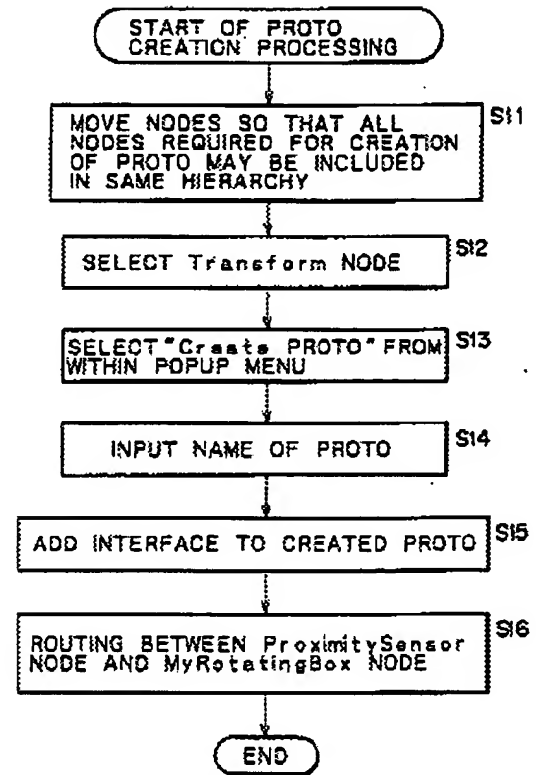 START OF PROTO
CREATION PROCESSING
S11
MOVE NODES SO THAT ALL
NODES REQUIRED FOR CREATION
OF PROTO MAY BE INCLUDED
IN SAME HIERARCHY
S12
SELECT Transform NODE
S13
SELECT "Create PROTO" FROM
WITHIN POPUP MENU
S14
INPUT NAME OF PROTO
S15
ADD INTERFACE TO CREATED PROTO
S16
ROUTING BETWEEN ProximitySensor
NODE AND MyRotatingBox NODE
END